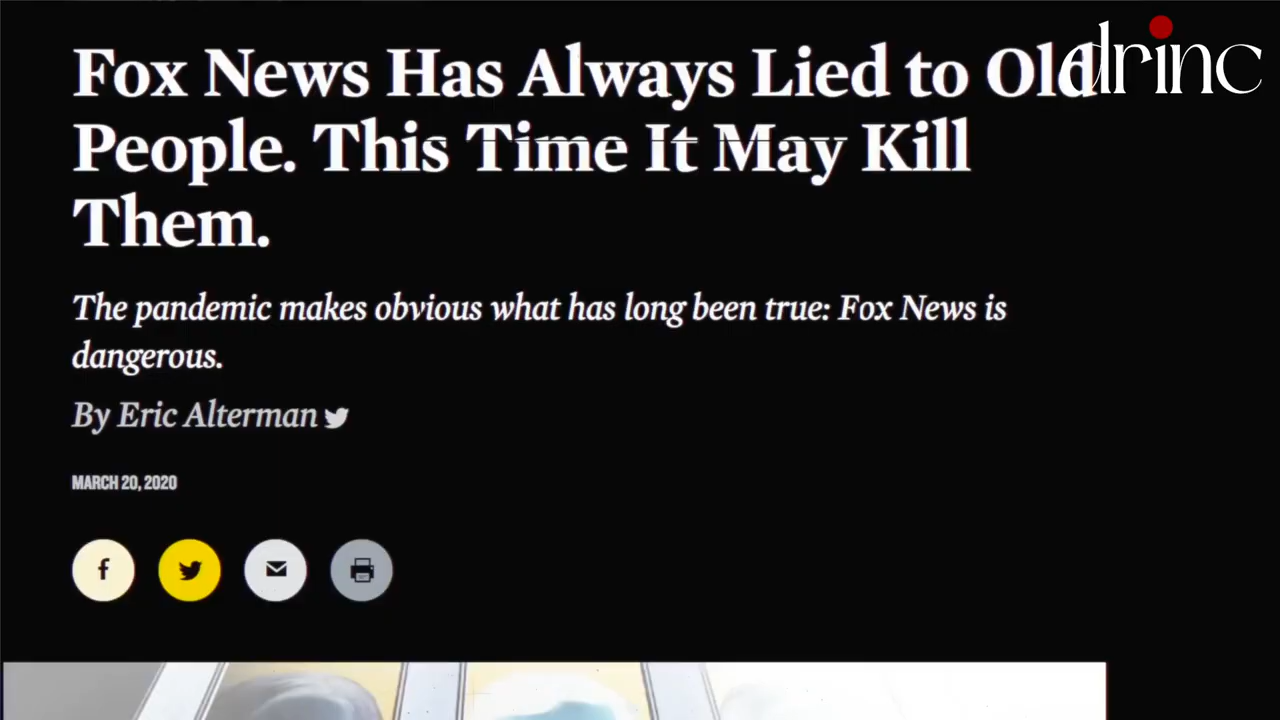 Fox News Has Always Lied to Old
drinc
People. This Time It May Kill
Them.
The pandemic makes obvious what has long been true: Fox News is
dangerous.
By Eric Alterman
MARCH 20, 2020
f